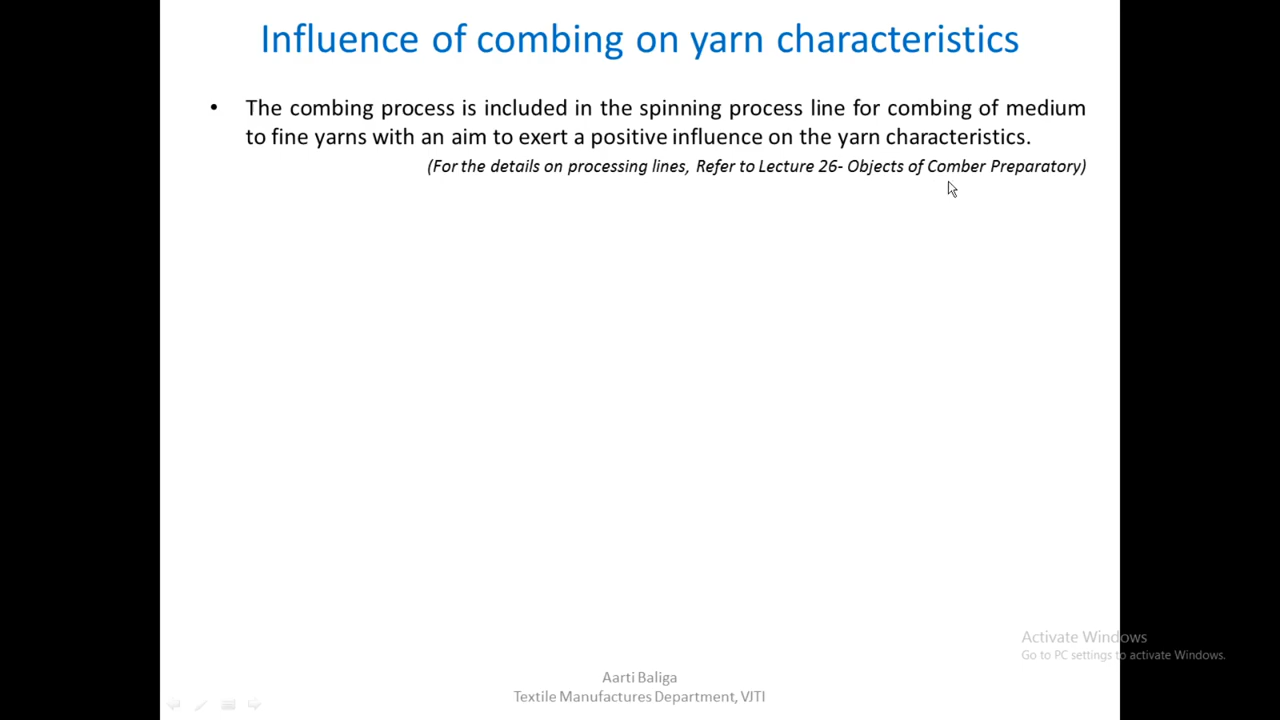 Influence of combing on yarn characteristics
• The combing process is included in the spinning process line for combing of medium
to fine yarns with an aim to exert a positive influence on the yarn characteristics.
(For the details on processing lines, Refer to Lecture 26- Objects of Comber Preparatory)
Activate Windows
Go to PC settings to activate Windows.
Aarti Baliga
Textile Manufactures Department, VJTI